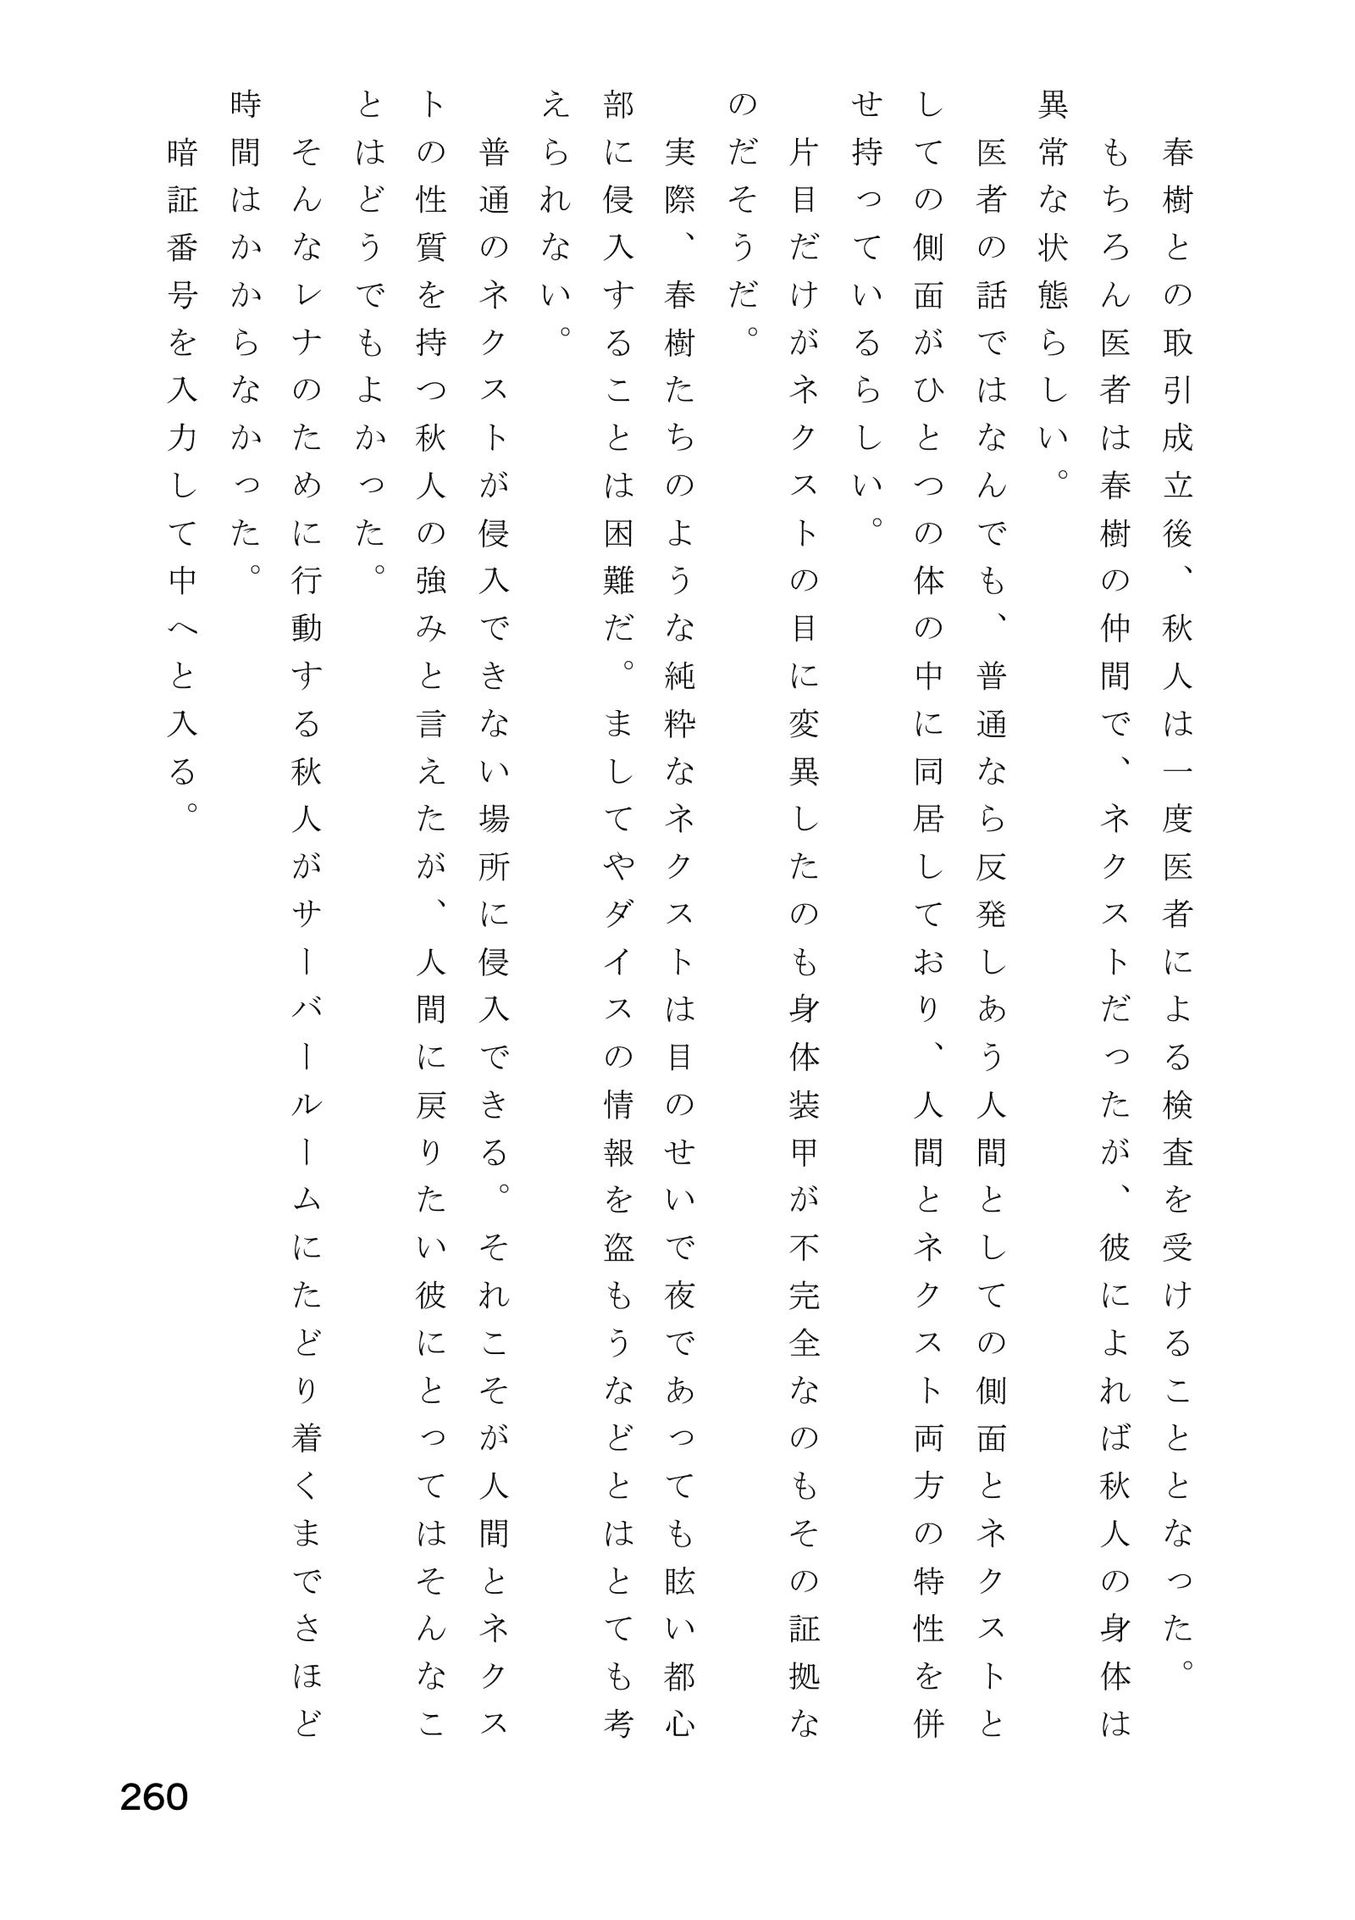 春樹との取引成立後、秋人は一度医者による検査を受けることとなった。
もちろん医者は春樹の仲間で、ネクストだったが、彼によれば秋人の身体は
異常な状態らしい。
医者の話ではなんでも、普通なら反発しあう人間としての側面とネクストと
しての側面がひとつの体の中に同居しており、人間とネクスト両方の特性を併
せ持っているらしい。
片目だけがネクストの目に変異したのも身体装甲が不完全なのもその証拠な
のだそうだ。
実際、春樹たちのような純粋なネクストは目のせいで夜であっても眩い都心
部に侵入することは困難だ。ましてやダイスの情報を盗もうなどとはとても考
えられない。
普通のネクストが侵入できない場所に侵入できる。それこそが人間とネクス
トの性質を持つ秋人の強みと言えたが、人間に戻りたい彼にとってはそんなこ
とはどうでもよかった。
そんなレナのために行動する秋人がサーバールームにたどり着くまでさほど
時間はかからなかった。
暗証番号を入力して中へと入る。
260